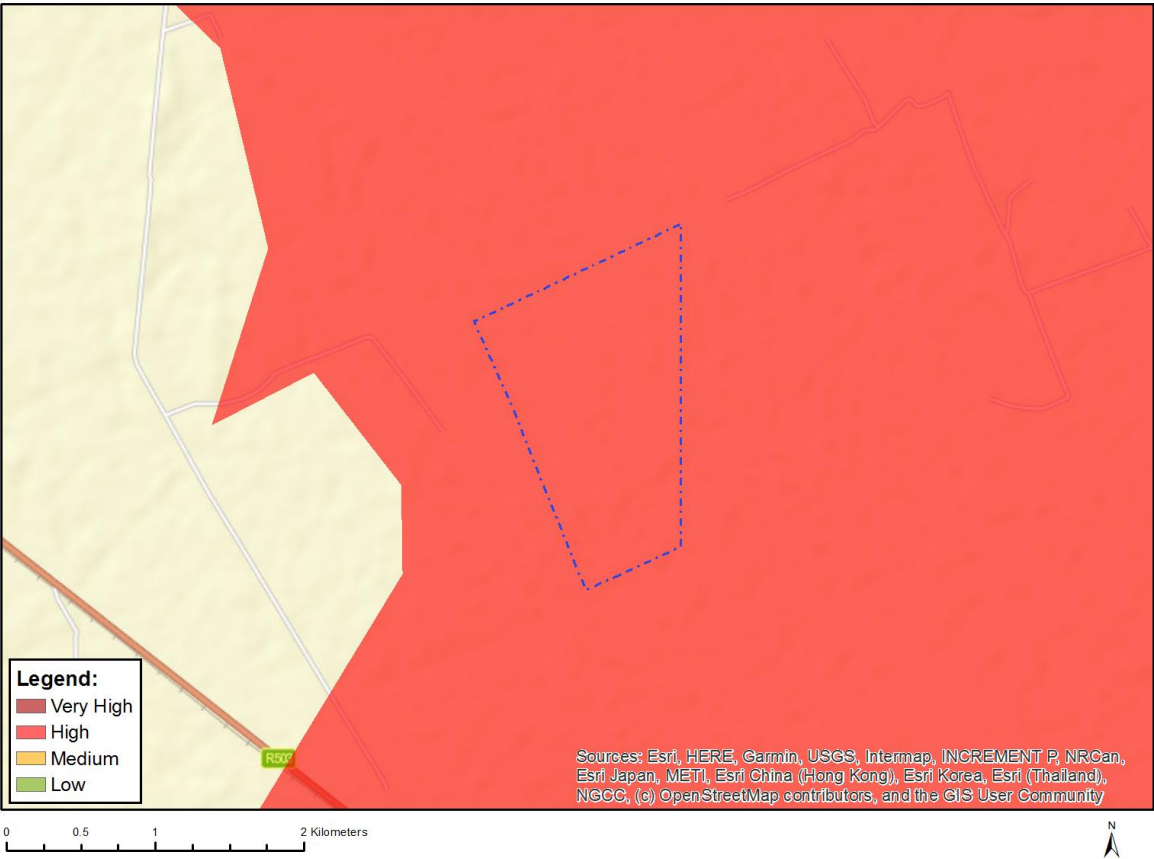 Legend:
Very High
High
Medium
Low
R503
Sources: Esri, HERE, Garmin, USGS, Intermap, INCREMENT P, NRCan,
Esri Japan, METI, Esri China (Hong Kong), Esri Korea, Esri (Thailand),
NGCC, (c) OpenStreetMap contributors, and the GIS User Community
0 0.5 1 2 Kilometers
N